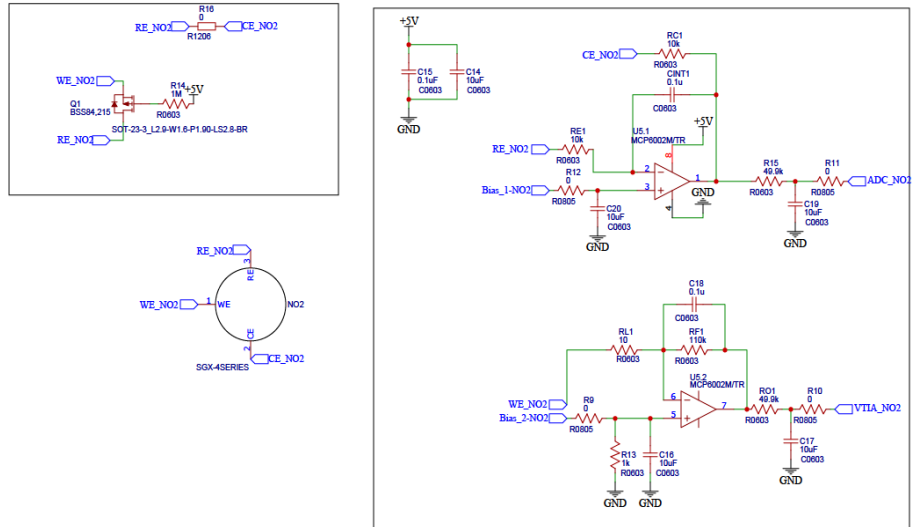 R16
0
RE_NO2
CE_NO2
R1206
WE_NO2
R14
1M
+5V
Q1
BSS84,215
R0603
SOT-23-3_L2.9-W1.6-P1.90-LS2.8-BR
RE_NO2
RE_NO2
3
RE
WE_NO2
1
WE
NO2
CE
2
CE_NO2
SGX-4SERIES
+5V
C15
0.1uF
C0603
C14
10uF
C0603
GND
CE_NO2
RC1
10k
R0603
CINT1
0.1u
C0603
+5V
RE1
10k
R0603
U5.1
MCP6002M/TR
RE_NO2
8
2
R12
0
Bias_1-NO2
3
R0805
1
GND
4
C20
10uF
C0603
GND
R15
49.9k
R0603
R11
0
R0805
ADC_NO2
C19
10uF
C0603
GND
C18
0.1u
C0603
RL1
10
R0603
RF1
110k
R0603
U5.2
MCP6002M/TR
WE_NO2
6
R9
0
Bias_2-NO2
5
R0805
7
RO1
49.9k
R0603
R10
0
R0805
VTIA_NO2
R13
1k
R0603
GND
C16
10uF
C0603
GND
C17
10uF
C0603
GND